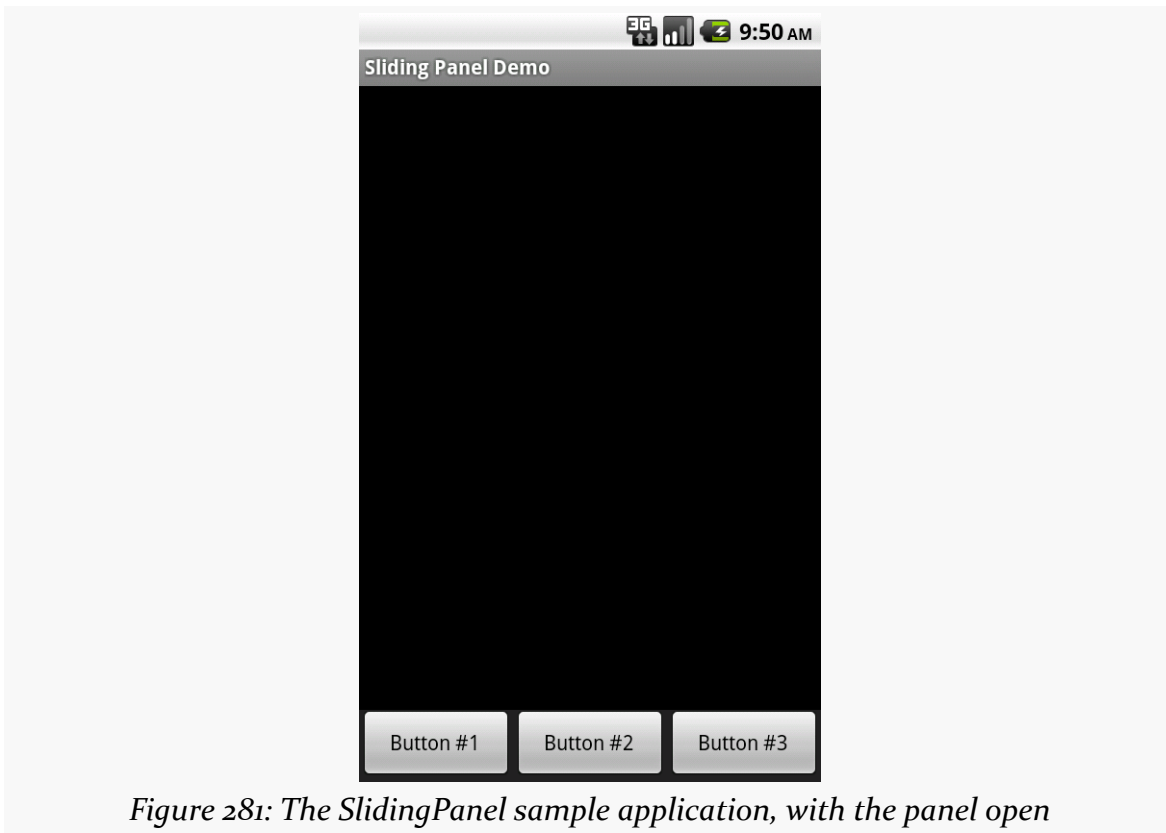 3G
9:50 AM
Sliding Panel Demo
Button #1
Button #2
Button #3
Figure 281: The SlidingPanel sample application, with the panel open